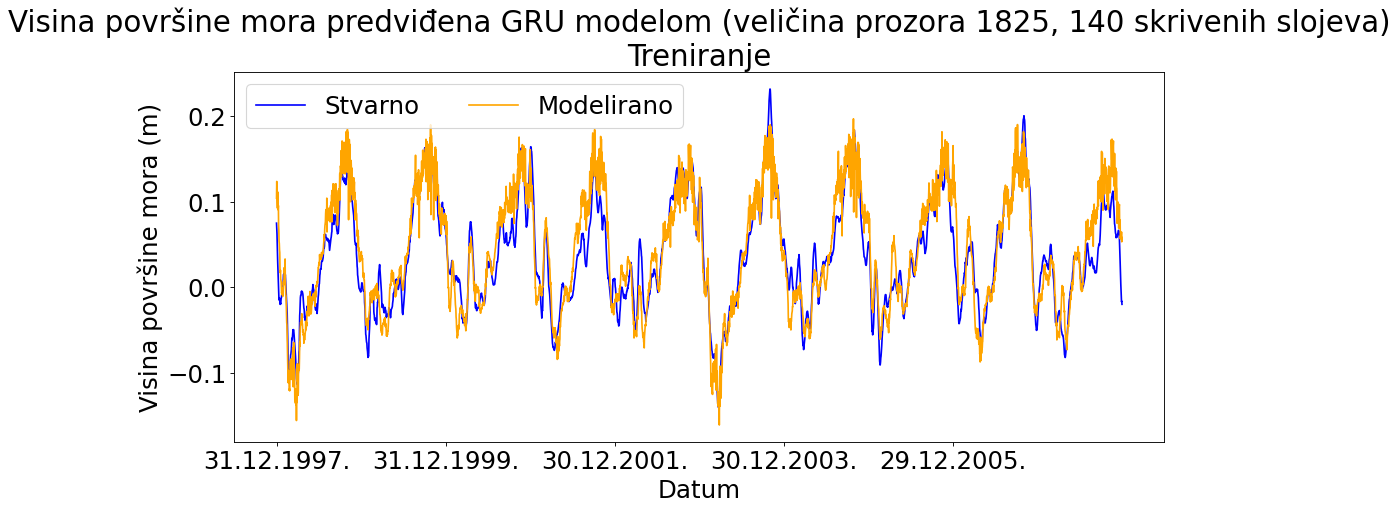 Visina površine mora predviđena GRU modelom (veličina prozora 1825, 140 skrivenih slojeva)
Treniranje
Stvarno
Modelirano
Visina površine mora (m)
0.2
0.1
0.0
−0.1
31.12.1997.
31.12.1999.
30.12.2001.
30.12.2003.
29.12.2005.
Datum